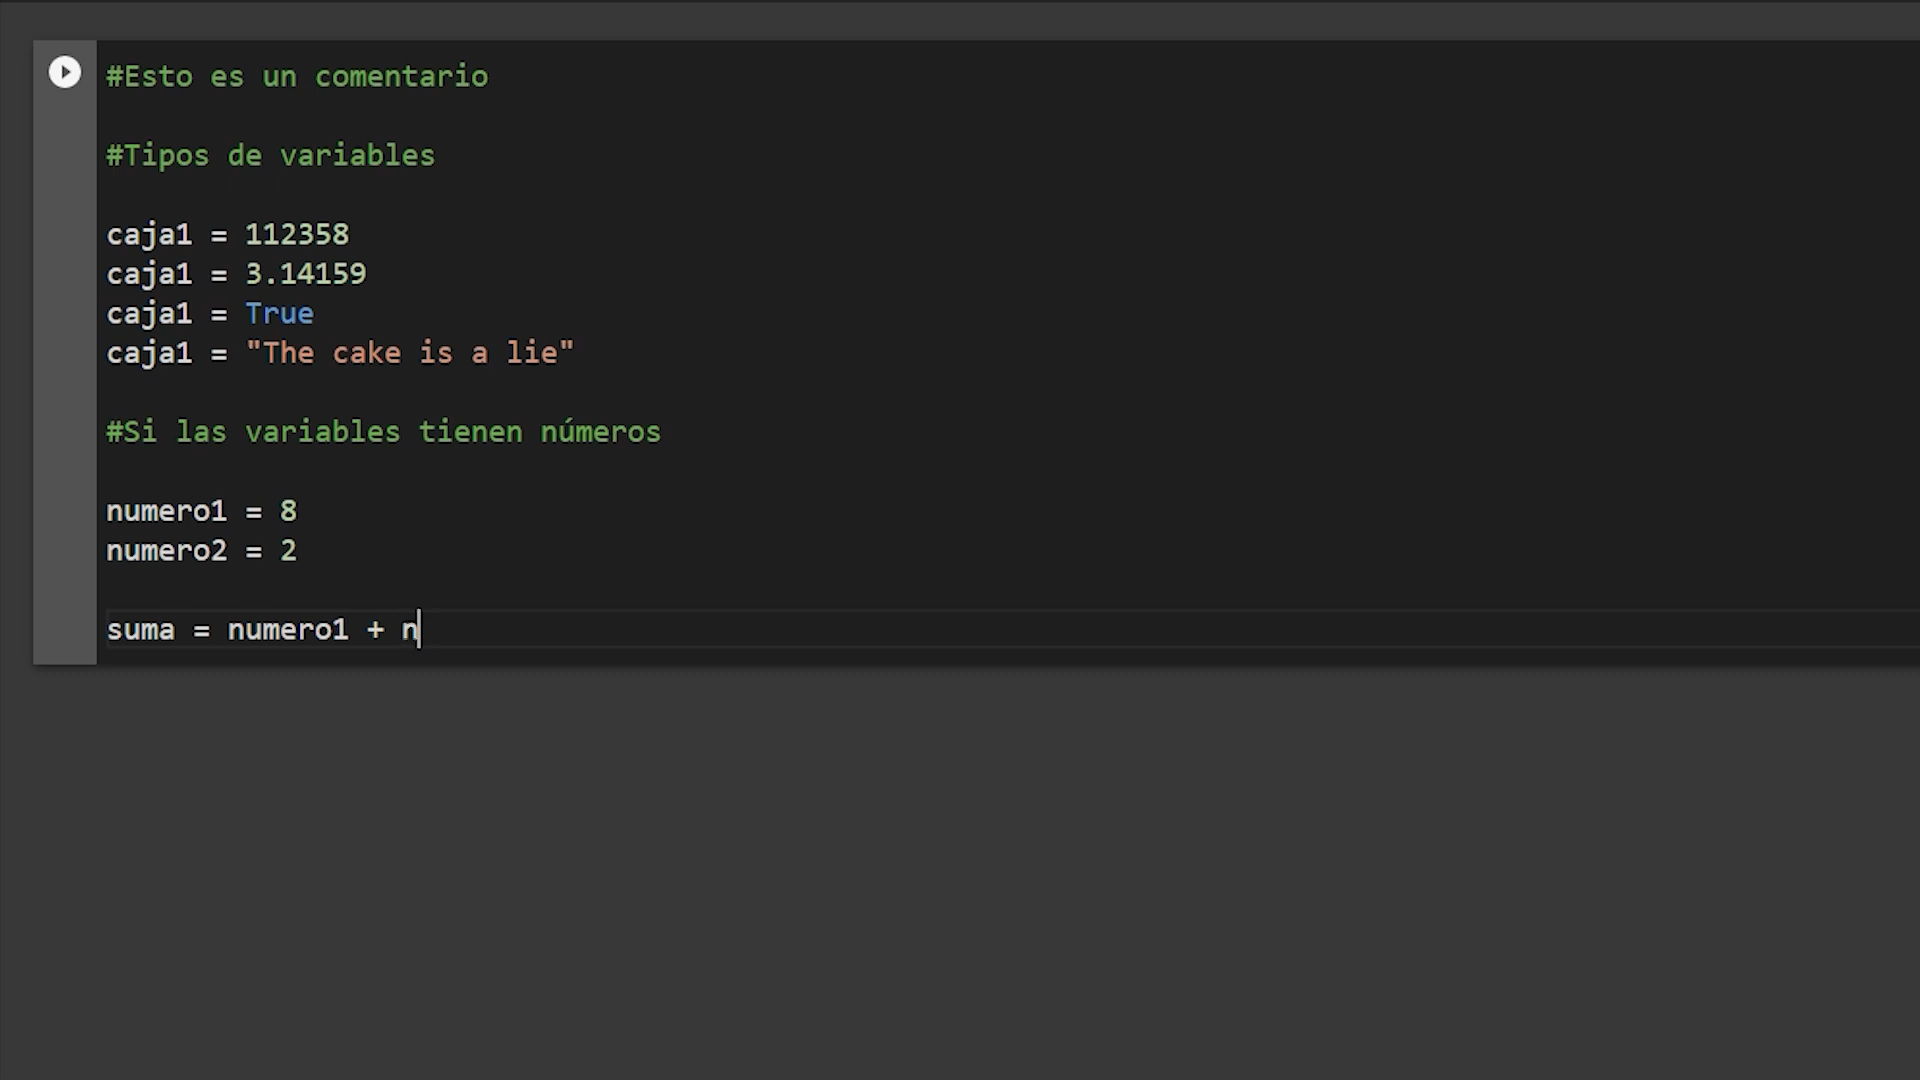 #Esto es un comentario
#Tipos de variables
caja1 = 112358
caja1 = 3.14159
caja1 = True
caja1 = "The cake is a lie"
#Si las variables tienen números
numero1 = 8
numero2 = 2
suma = numero1 + n